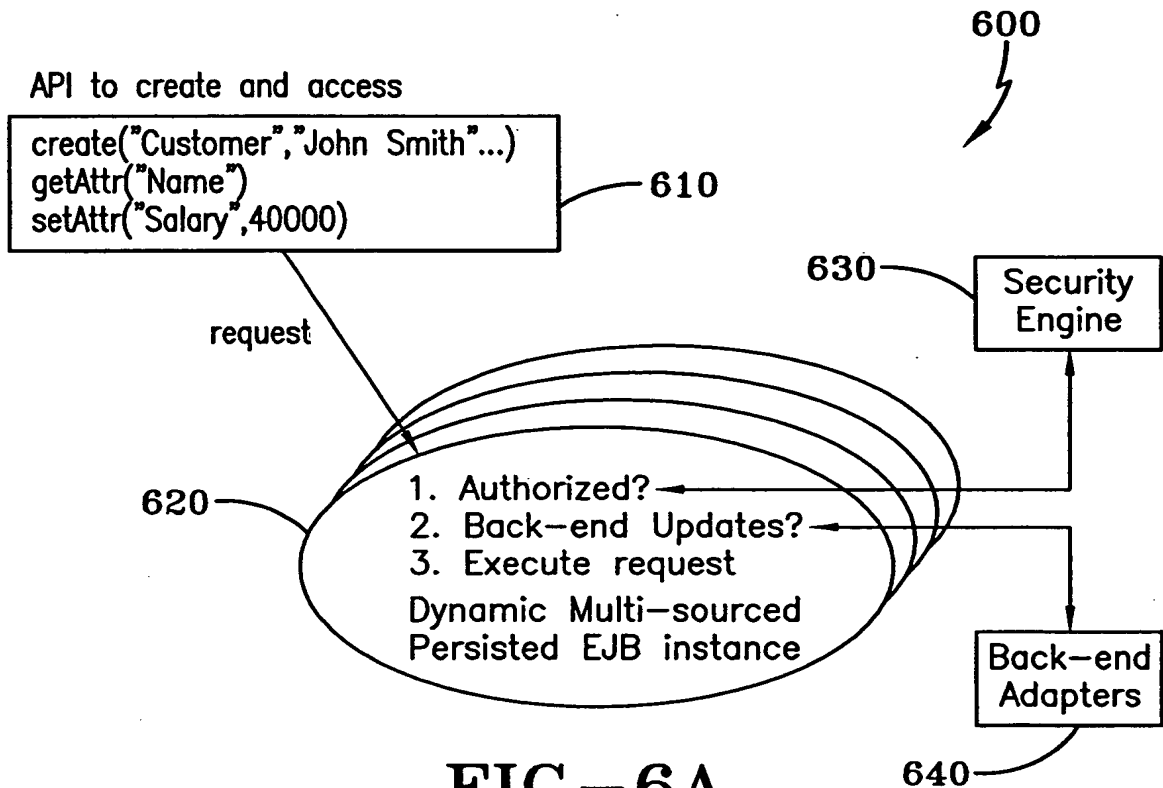 600
API to create and access
create("Customer","John Smith"...)
getAttr("Name")
setAttr("Salary",40000)
610
630
Security
Engine
request
620
1. Authorized?
2. Back-end Updates?
3. Execute request
Dynamic Multi-sourced
Persisted EJB instance
Back-end
Adapters
640
FIG-6A